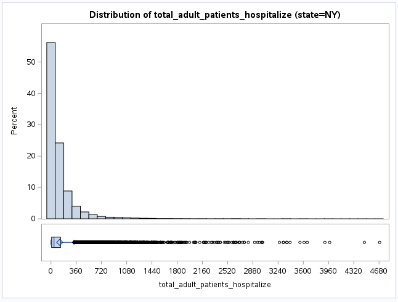 Distribution of total_adult_patients_hospitalize (state=NY)
Percent
50
40
30
20
10
0
0 360 720 1080 1440 1800 2160 2520 2880 3240 3600 3960 4320 4680
total_adult_patients_hospitalize